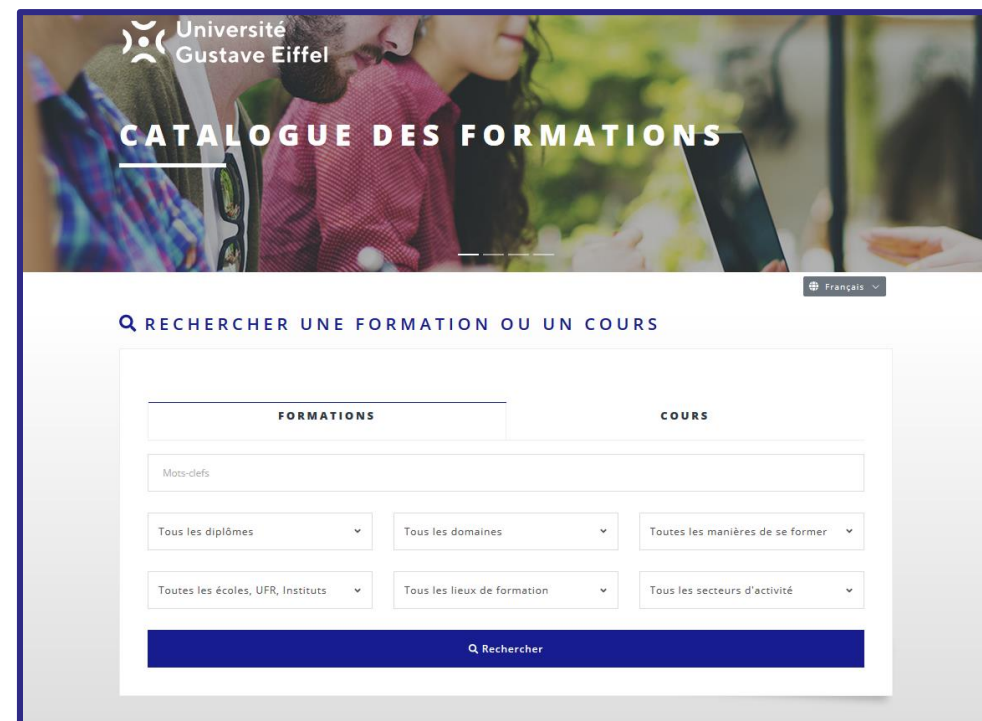 Université
Gustave Eiffel
CATALOGUE DES FORMATIONS
Français
RECHERCHER UNE FORMATION OU UN COURS
FORMATIONS
COURS
Mots-clefs
Tous les diplômes
Tous les domaines
Toutes les manières de se former
Toutes les écoles, UFR, Instituts
Tous les lieux de formation
Tous les secteurs d'activité
Rechercher